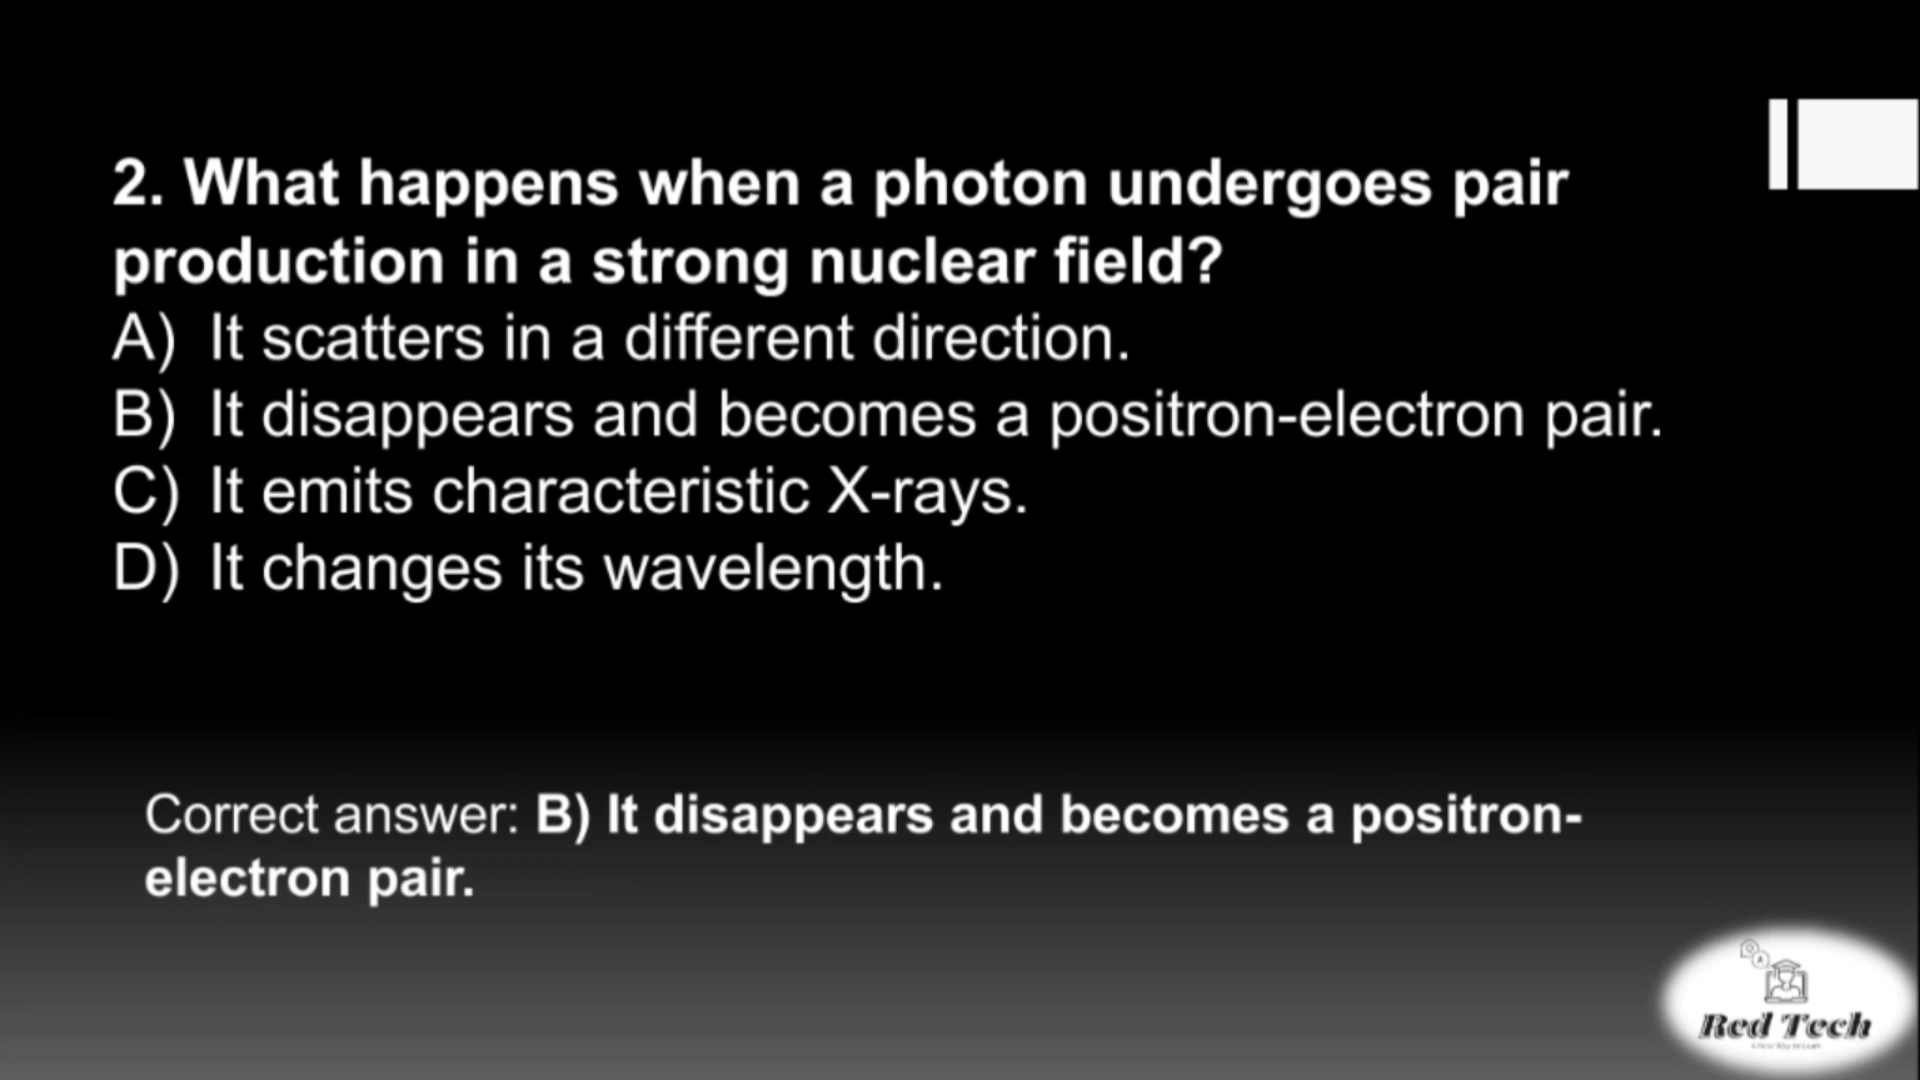 2. What happens when a photon undergoes pair
production in a strong nuclear field?
A) It scatters in a different direction.
B) It disappears and becomes a positron-electron pair.
C) It emits characteristic X-rays.
D) It changes its wavelength.
Correct answer: B) It disappears and becomes a positron-
electron pair.
Red Tech